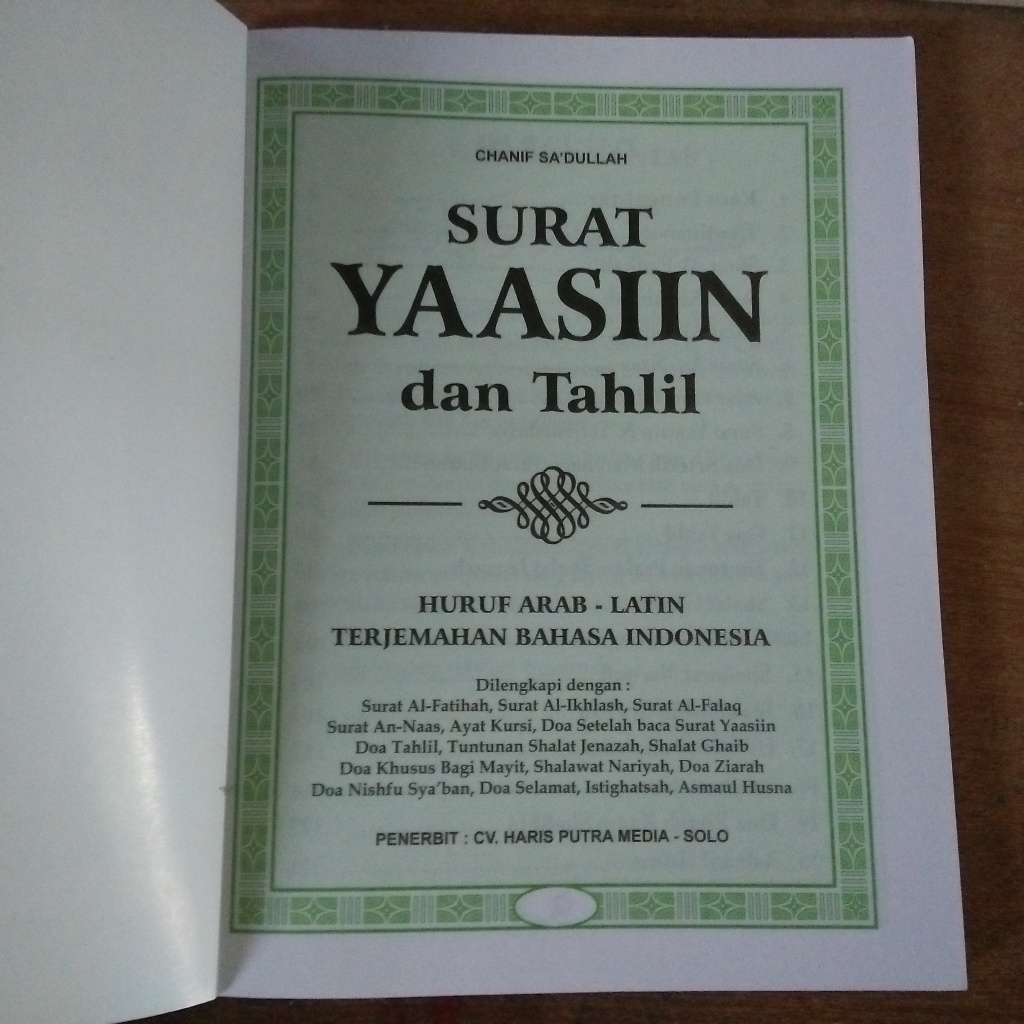 CHANIF SA'DULLAH
SURAT
YAASIIN
dan Tahlil
HURUF ARAB - LATIN
TERJEMAHAN BAHASA INDONESIA
Dilengkapi dengan :
Surat Al-Fatihah, Surat Al-Ikhlash, Surat Al-Falaq
Surat An-Naas, Ayat Kursi, Doa Setelah baca Surat Yaasiin
Doa Tahlil, Tuntunan Shalat Jenazah, Shalat Ghaib
Doa Khusus Bagi Mayit, Shalawat Nariyah, Doa Ziarah
Doa Nishfu Sya'ban, Doa Selamat, Istighatsah, Asmaul Husna
PENERBIT : CV. HARIS PUTRA MEDIA - SOLO